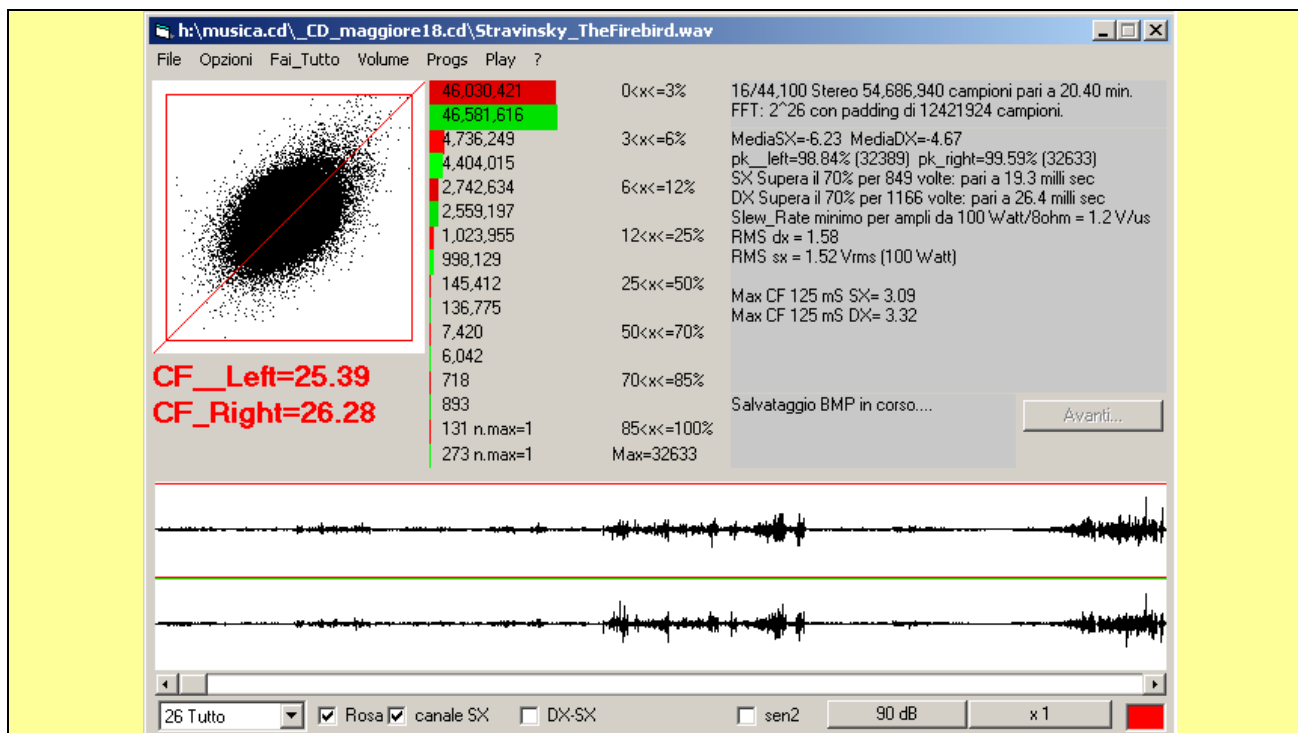 h:\musica.cd\_CD_maggiore18.cd\Stravinsky_TheFirebird.wav
File Opzioni Fai_Tutto Volume Progs Play ?
46,030,421 0<x<=3%
46,581,616
4,736,249 3<x<=6%
4,404,015
2,742,634 6<x<=12%
2,559,197
1,023,955 12<x<=25%
998,129
145,412 25<x<=50%
136,775
7,420 50<x<=70%
6,042
718 70<x<=85%
893
131 n.max=1 85<x<=100%
273 n.max=1 Max=32633
CF__Left=25.39
CF_Right=26.28
16/44,100 Stereo 54,686,940 campioni pari a 20.40 min.
FFT: 2^26 con padding di 12421924 campioni.
MediaSX=-6.23 MediaDX=-4.67
pk__left=98.84% (32389) pk_right=99.59% (32633)
SX Supera il 70% per 849 volte: pari a 19.3 milli sec
DX Supera il 70% per 1166 volte: pari a 26.4 milli sec
Slew_Rate minimo per ampli da 100 Watt/8ohm = 1.2 V/us
RMS dx = 1.58
RMS sx = 1.52 Vrms (100 Watt)
Max CF 125 mS SX= 3.09
Max CF 125 mS DX= 3.32
Salvataggio BMP in corso....
Avanti...
26 Tutto Rosa canale SX DX-SX sen2 90 dB x 1